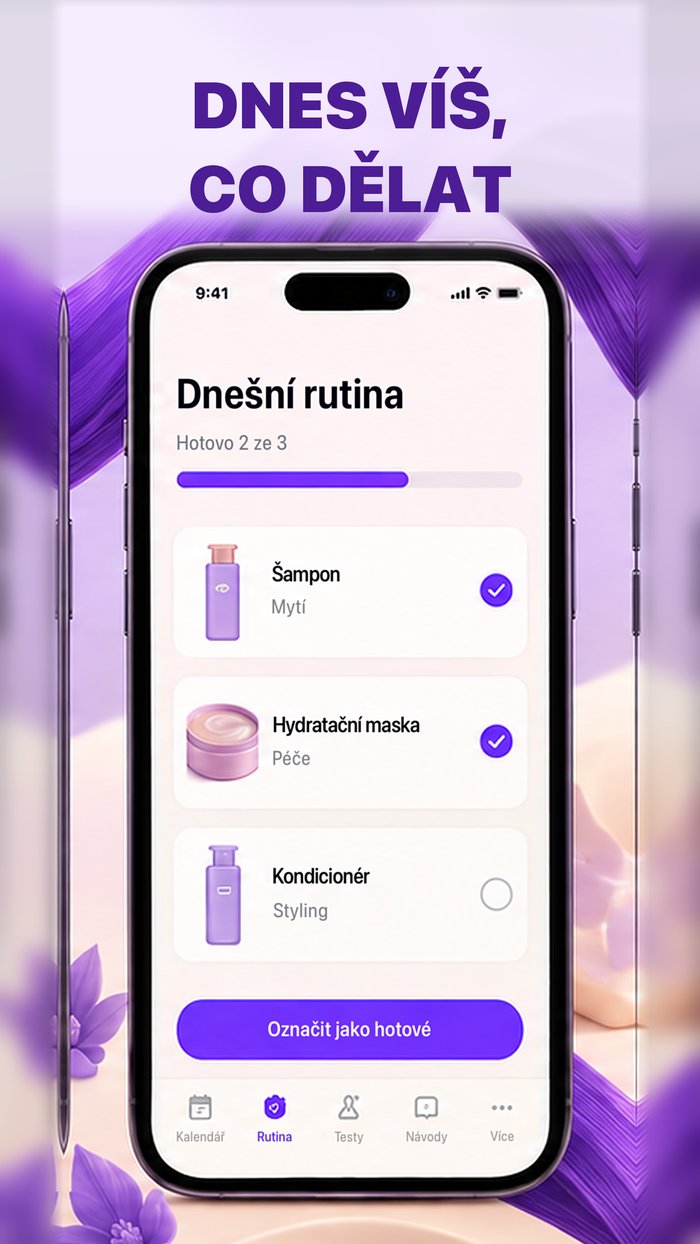 DNES VÍŠ,
CO DĚLAT
9:41
Dnešní rutina
Hotovo 2 ze 3
Šampon
Mytí
Hydratační maska
Péče
Kondicionér
Styling
Označit jako hotové
Kalendář
Rutina
Testy
Návody
Více